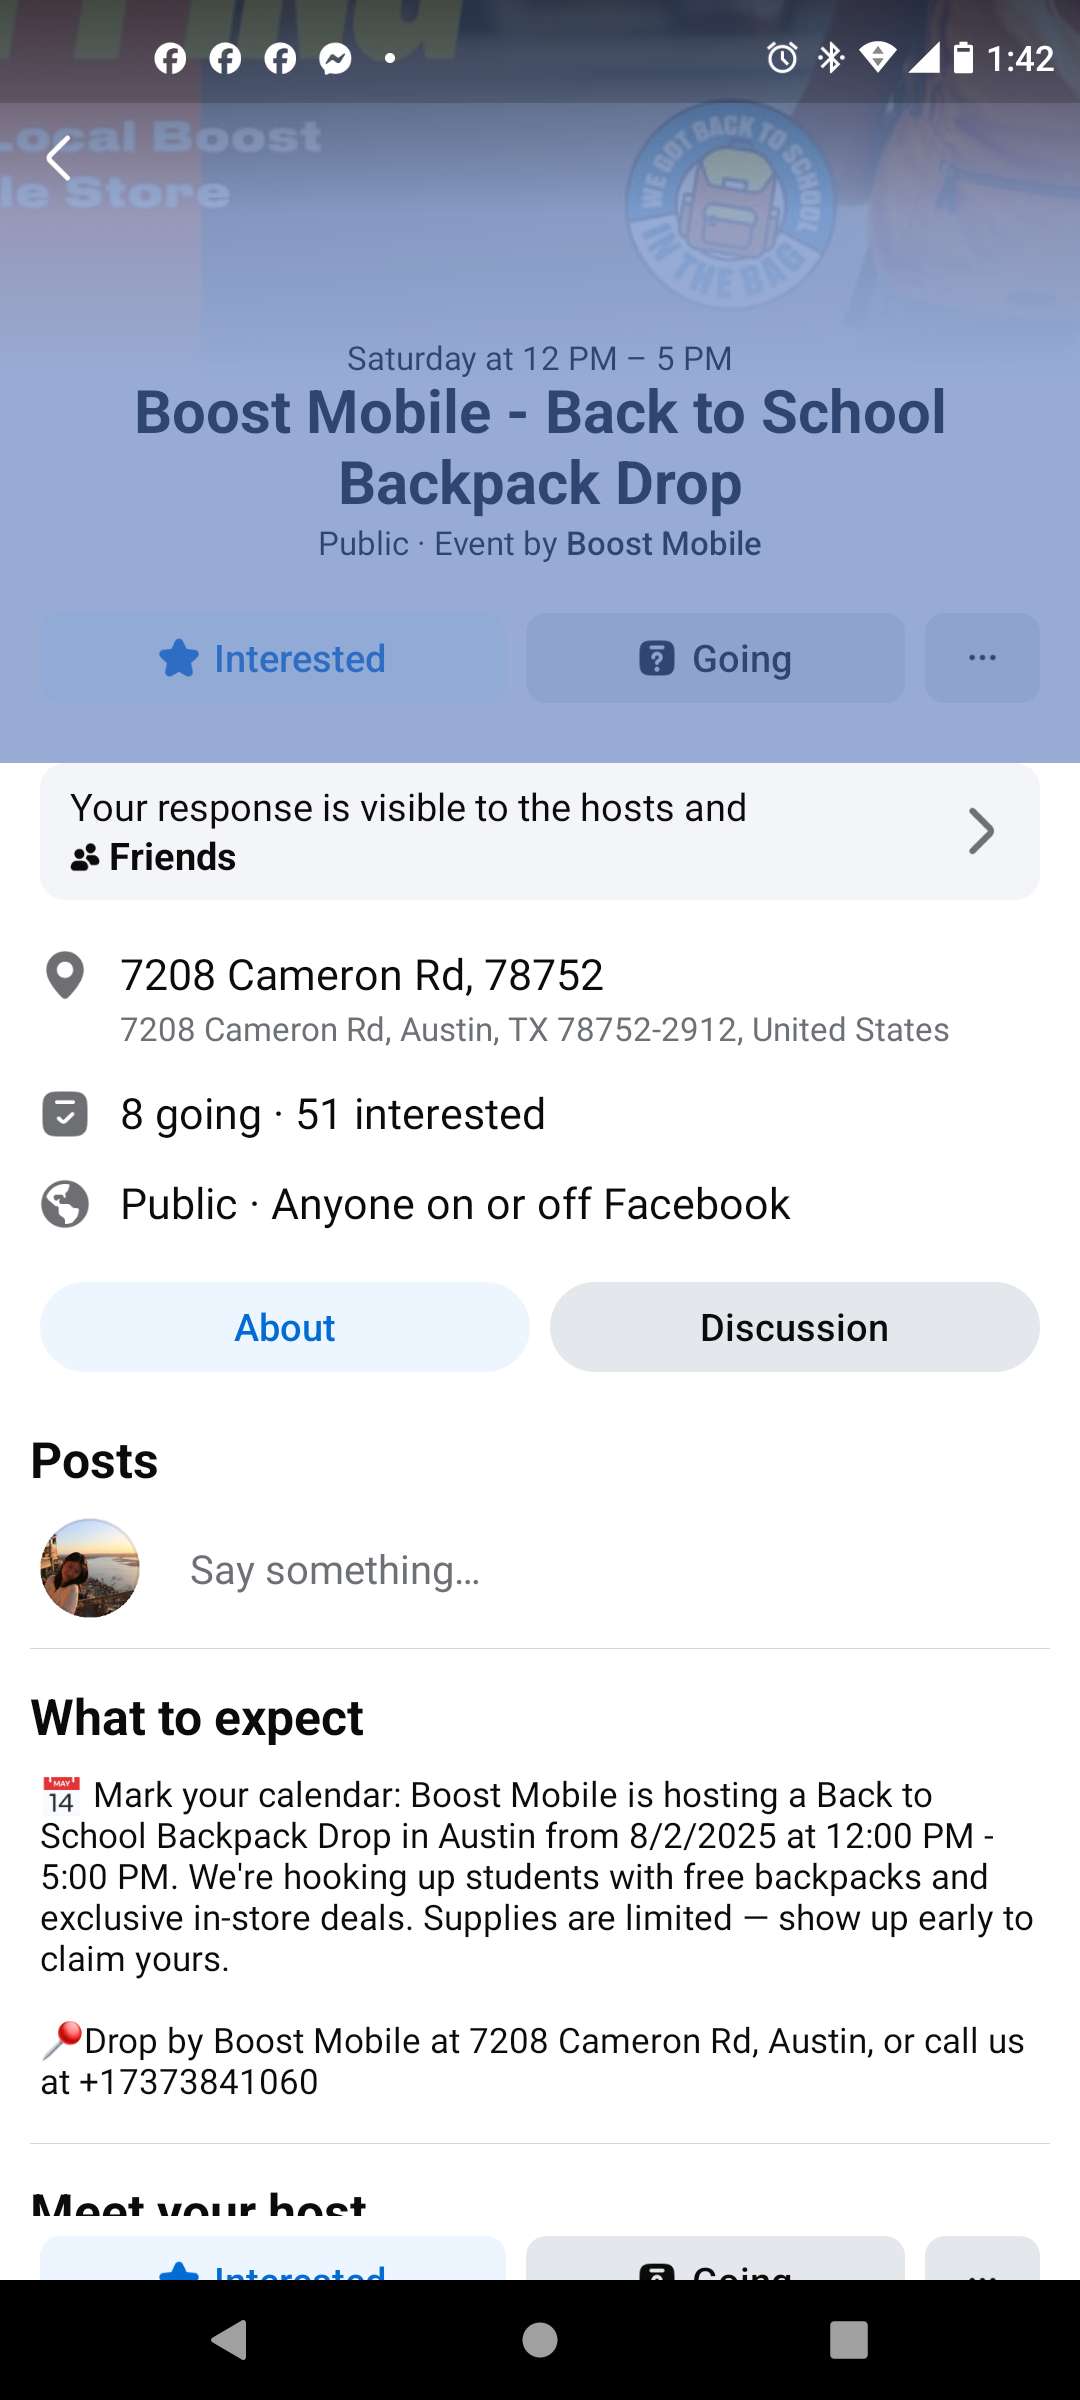 1:42
Local Boost
le Store
WE GOT BACK TO SCHOOL
IN THE BAG
Saturday at 12 PM – 5 PM
Boost Mobile - Back to School
Backpack Drop
Public · Event by Boost Mobile
Interested
Going
Your response is visible to the hosts and
Friends
7208 Cameron Rd, 78752
7208 Cameron Rd, Austin, TX 78752-2912, United States
8 going · 51 interested
Public · Anyone on or off Facebook
About
Discussion
Posts
Say something...
What to expect
📅 Mark your calendar: Boost Mobile is hosting a Back to
School Backpack Drop in Austin from 8/2/2025 at 12:00 PM -
5:00 PM. We're hooking up students with free backpacks and
exclusive in-store deals. Supplies are limited — show up early to
claim yours.
📍Drop by Boost Mobile at 7208 Cameron Rd, Austin, or call us
at +17373841060
Meet your host
Interested
Going